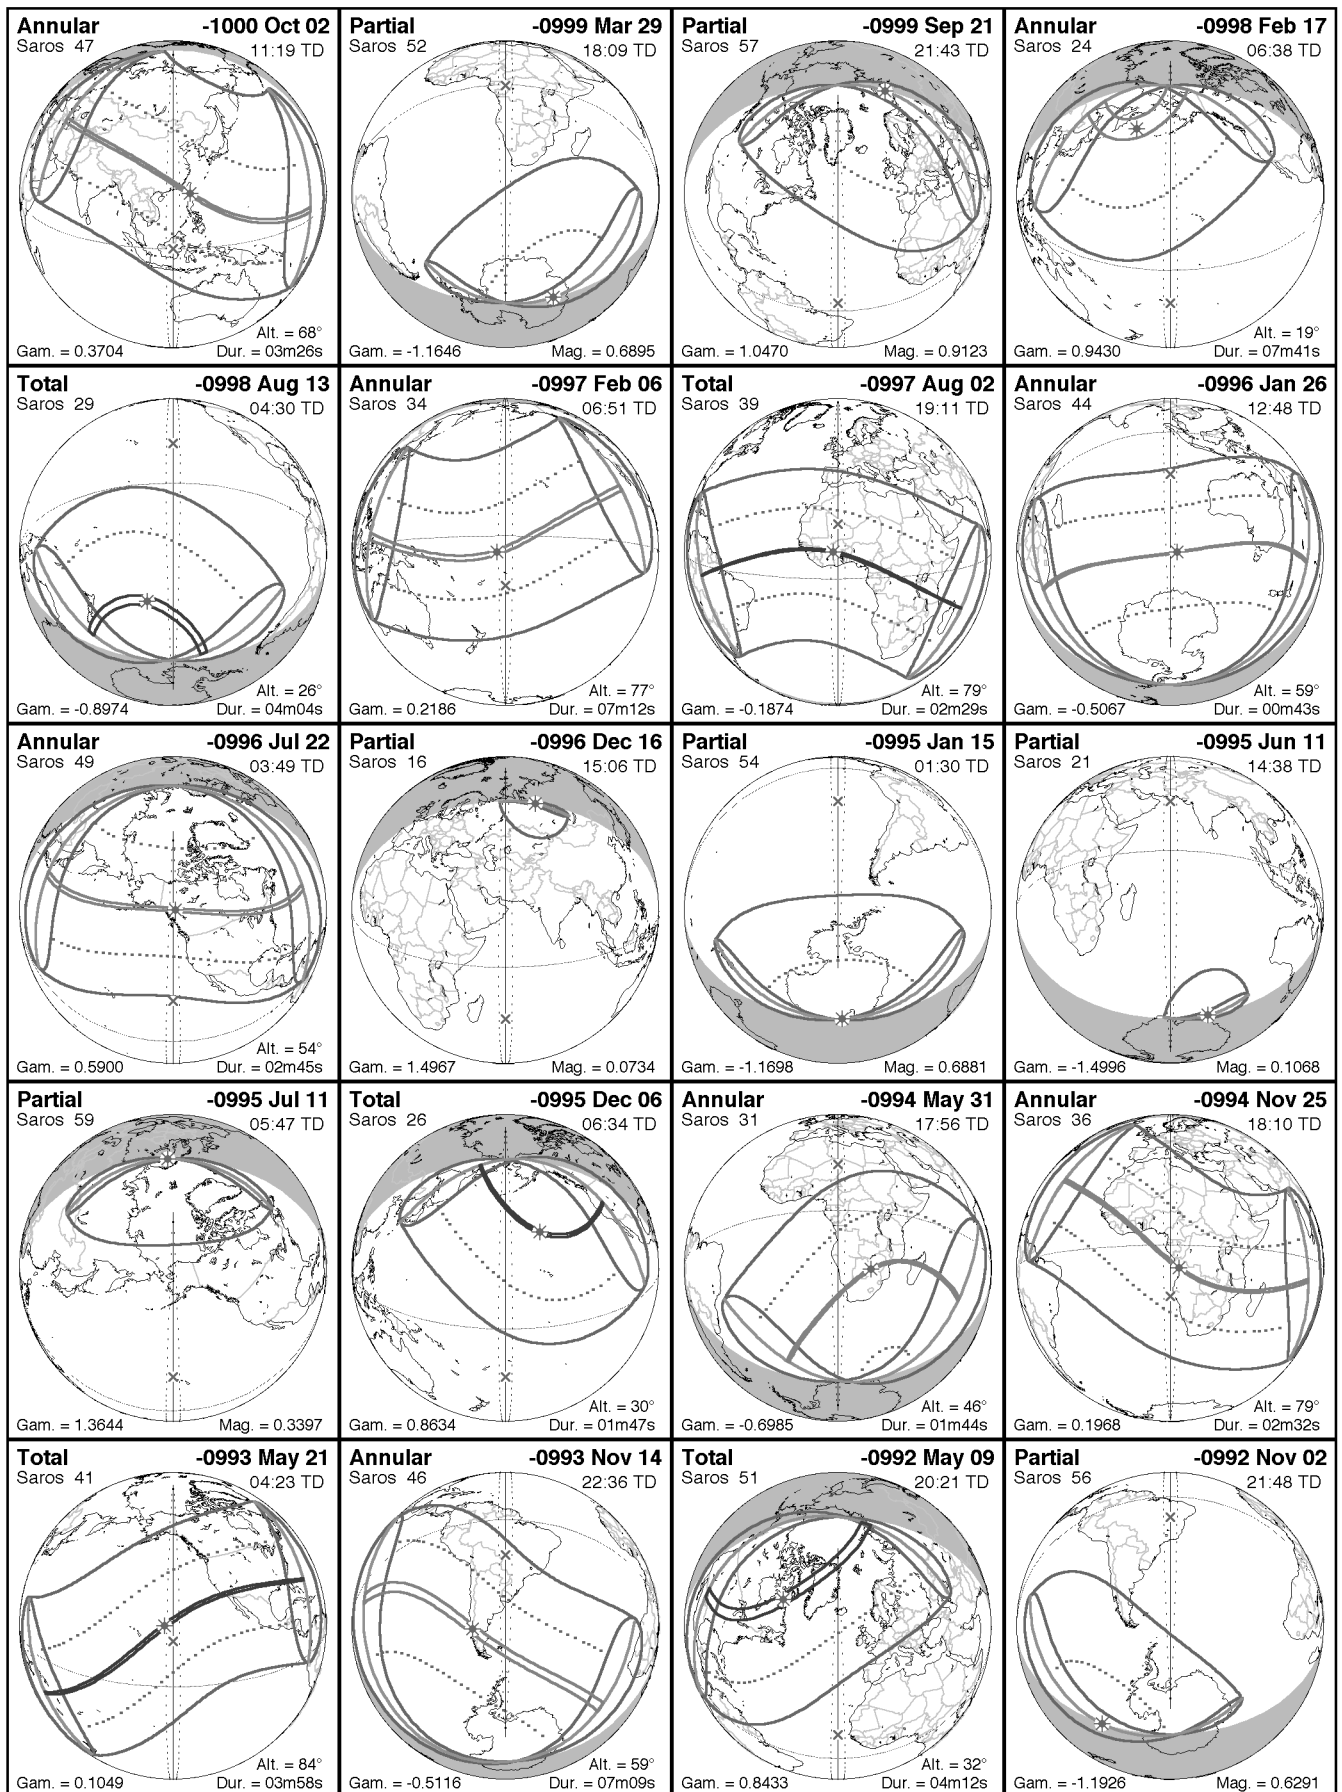 Annular -1000 Oct 02
Saros 47 11:19 TD
Alt. = 68°
Gam. = 0.3704 Dur. = 03m26s
Partial -0999 Mar 29
Saros 52 18:09 TD
Gam. = -1.1646 Mag. = 0.6895
Partial -0999 Sep 21
Saros 57 21:43 TD
Gam. = 1.0470 Mag. = 0.9123
Annular -0998 Feb 17
Saros 24 06:38 TD
Alt. = 19°
Gam. = 0.9430 Dur. = 07m41s
Total -0998 Aug 13
Saros 29 04:30 TD
Alt. = 26°
Gam. = -0.8974 Dur. = 04m04s
Annular -0997 Feb 06
Saros 34 06:51 TD
Alt. = 77°
Gam. = 0.2186 Dur. = 07m12s
Total -0997 Aug 02
Saros 39 19:11 TD
Alt. = 79°
Gam. = -0.1874 Dur. = 02m29s
Annular -0996 Jan 26
Saros 44 12:48 TD
Alt. = 59°
Gam. = -0.5067 Dur. = 00m43s
Annular -0996 Jul 22
Saros 49 03:49 TD
Alt. = 54°
Gam. = 0.5900 Dur. = 02m45s
Partial -0996 Dec 16
Saros 16 15:06 TD
Gam. = 1.4967 Mag. = 0.0734
Partial -0995 Jan 15
Saros 54 01:30 TD
Gam. = -1.1698 Mag. = 0.6881
Partial -0995 Jun 11
Saros 21 14:38 TD
Gam. = -1.4996 Mag. = 0.1068
Partial -0995 Jul 11
Saros 59 05:47 TD
Gam. = 1.3644 Mag. = 0.3397
Total -0995 Dec 06
Saros 26 06:34 TD
Alt. = 30°
Gam. = 0.8634 Dur. = 01m47s
Annular -0994 May 31
Saros 31 17:56 TD
Alt. = 46°
Gam. = -0.6985 Dur. = 01m44s
Annular -0994 Nov 25
Saros 36 18:10 TD
Alt. = 79°
Gam. = 0.1968 Dur. = 02m32s
Total -0993 May 21
Saros 41 04:23 TD
Alt. = 84°
Gam. = 0.1049 Dur. = 03m58s
Annular -0993 Nov 14
Saros 46 22:36 TD
Alt. = 59°
Gam. = -0.5116 Dur. = 07m09s
Total -0992 May 09
Saros 51 20:21 TD
Alt. = 32°
Gam. = 0.8433 Dur. = 04m12s
Partial -0992 Nov 02
Saros 56 21:48 TD
Gam. = -1.1926 Mag. = 0.6291